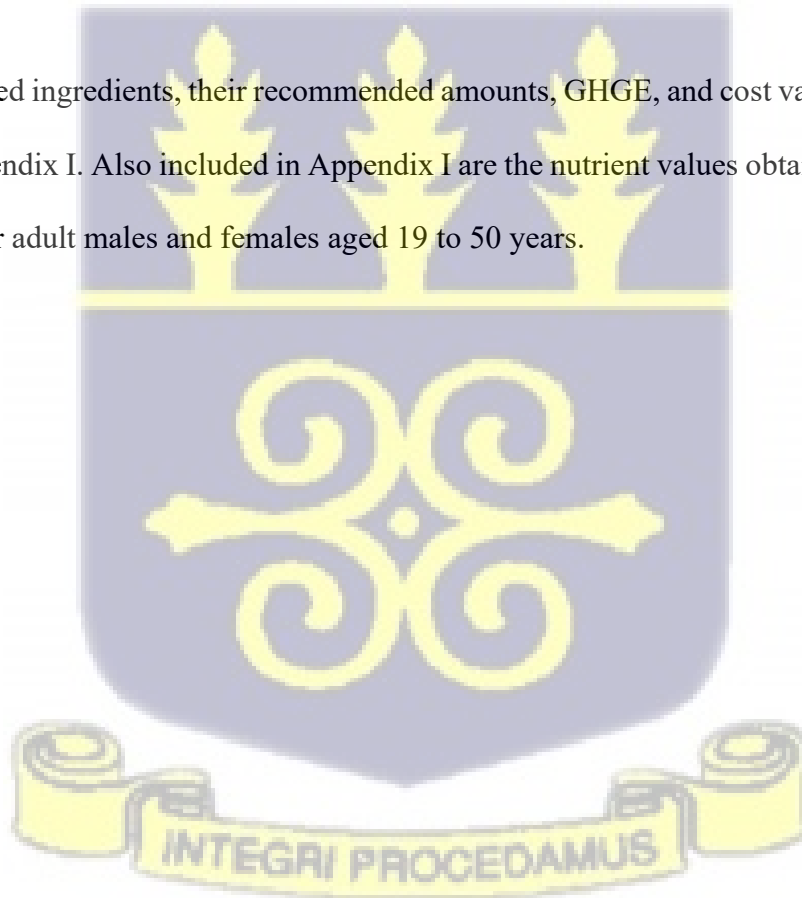 ed ingredients, their recommended amounts, GHGE, and cost va
endix I. Also included in Appendix I are the nutrient values obta
r adult males and females aged 19 to 50 years.
INTEGRI PROCEDAMUS